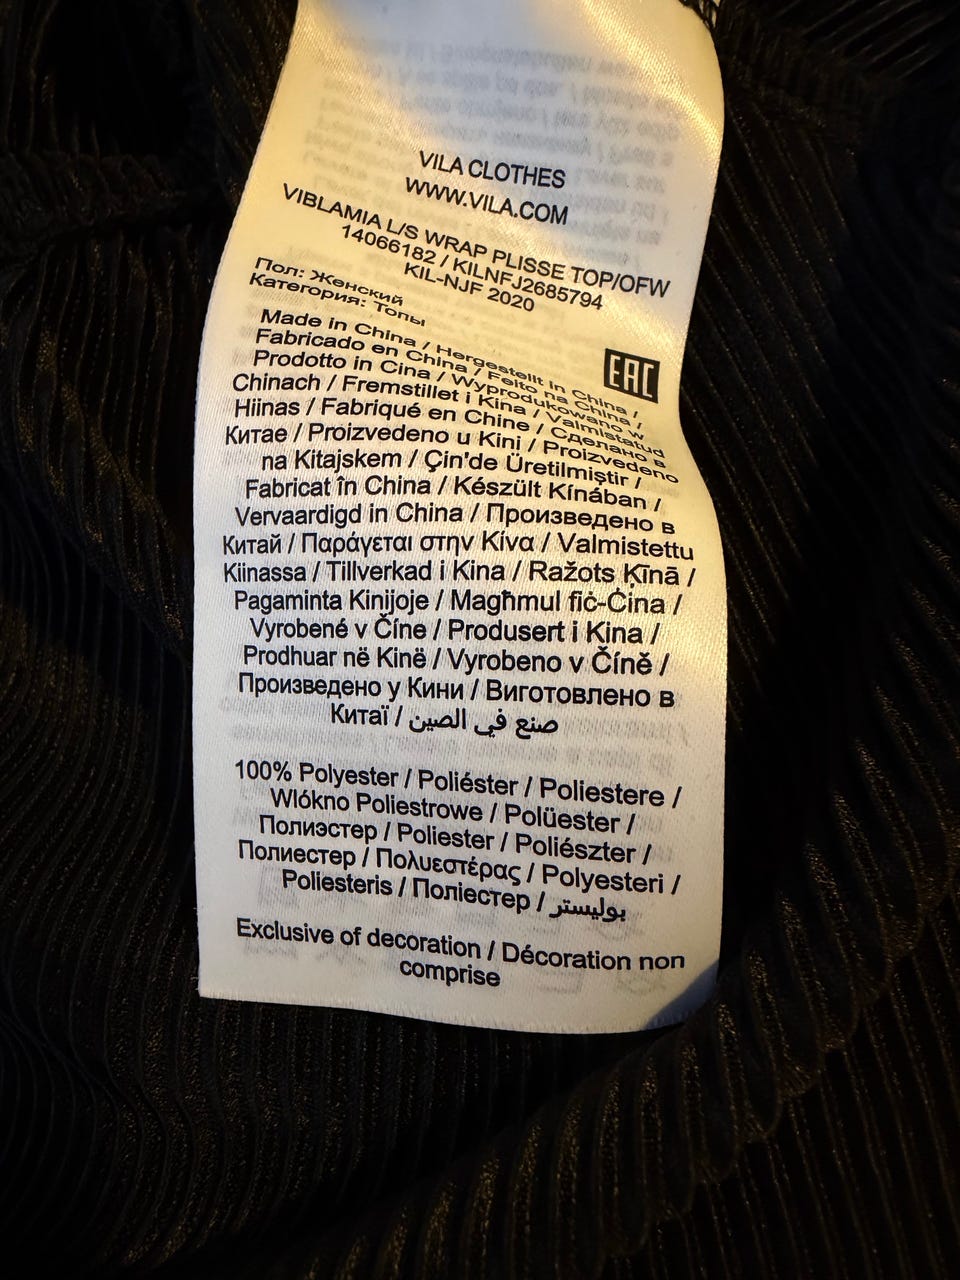 VILA CLOTHES
WWW.VILA.COM
VIBLAMIA L/S WRAP PLISSE TOP/OFW
14066182 / KILNFJ2685794
KIL-NJF 2020
Пол: Женский
Категория: Топы
EAC
Made in China / Hergestellt in China /
Fabricado en China / Feito na China /
Prodotto in Cina / Wyprodukowano w
Chinach / Fremstillet i Kina / Valmistatud
Hiinas / Fabriqué en Chine / Сделано в
Китае / Proizvedeno u Kini / Proizvedeno
na Kitajskem / Çin'de Üretilmiştir /
Fabricat în China / Készült Kínában /
Vervaardigd in China / Произведено в
Китай / Παράγεται στην Κίνα / Valmistettu
Kiinassa / Tillverkad i Kina / Ražots Ķīnā /
Pagaminta Kinijoje / Magħmul fiċ-Ċina /
Vyrobené v Číne / Produsert i Kina /
Prodhuar në Kinë / Vyrobeno v Číně /
Произведено у Кини / Виготовлено в
Китаї / صنع في الصين
100% Polyester / Poliéster / Poliestere /
Wlókno Poliestrowe / Polüester /
Полиэстер / Poliester / Poliészter /
Полиестер / Πολυεστέρας / Polyesteri /
Poliesteris / Поліестер / بوليستر
Exclusive of decoration / Décoration non
comprise